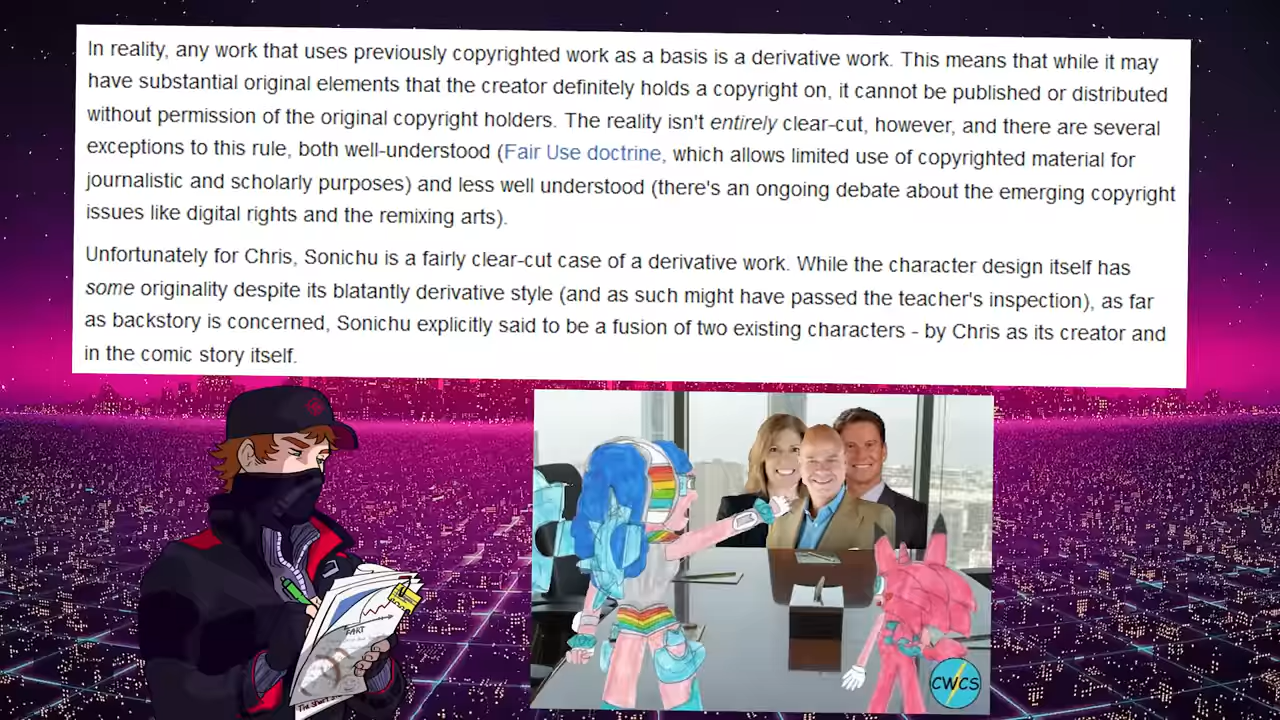 In reality, any work that uses previously copyrighted work as a basis is a derivative work. This means that while it may
have substantial original elements that the creator definitely holds a copyright on, it cannot be published or distributed
without permission of the original copyright holders. The reality isn't entirely clear-cut, however, and there are several
exceptions to this rule, both well-understood (Fair Use doctrine, which allows limited use of copyrighted material for
journalistic and scholarly purposes) and less well understood (there's an ongoing debate about the emerging copyright
issues like digital rights and the remixing arts).
Unfortunately for Chris, Sonichu is a fairly clear-cut case of a derivative work. While the character design itself has
some originality despite its blatantly derivative style (and as such might have passed the teacher's inspection), as far
as backstory is concerned, Sonichu explicitly said to be a fusion of two existing characters - by Chris as its creator and
in the comic story itself.
FART
CWCS